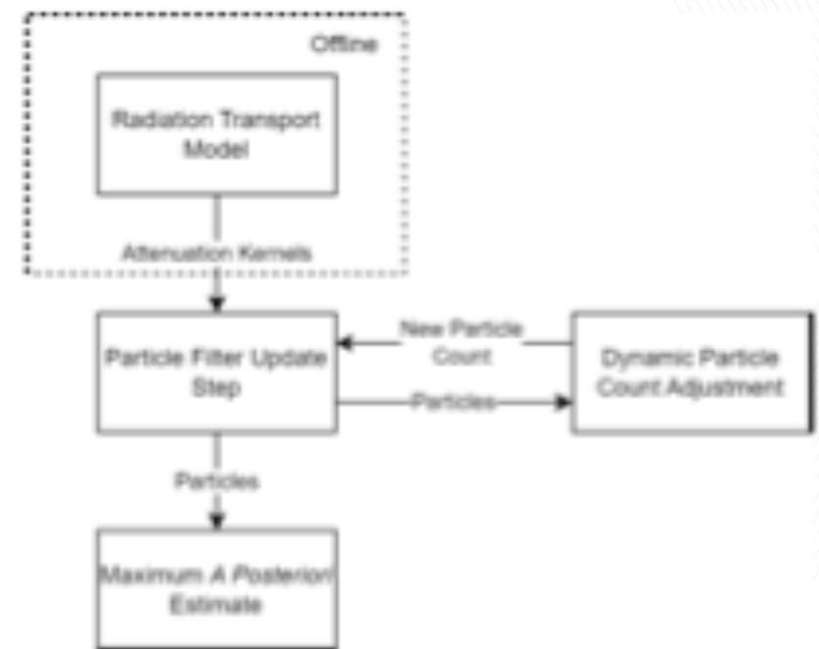 Offline
Radiation Transport
Model
Attenuation Kernels
Particle Filter Update
Step
New Particle
Count
Particles
Dynamic Particle
Count Adjustment
Particles
Maximum A Posteriori
Estimate